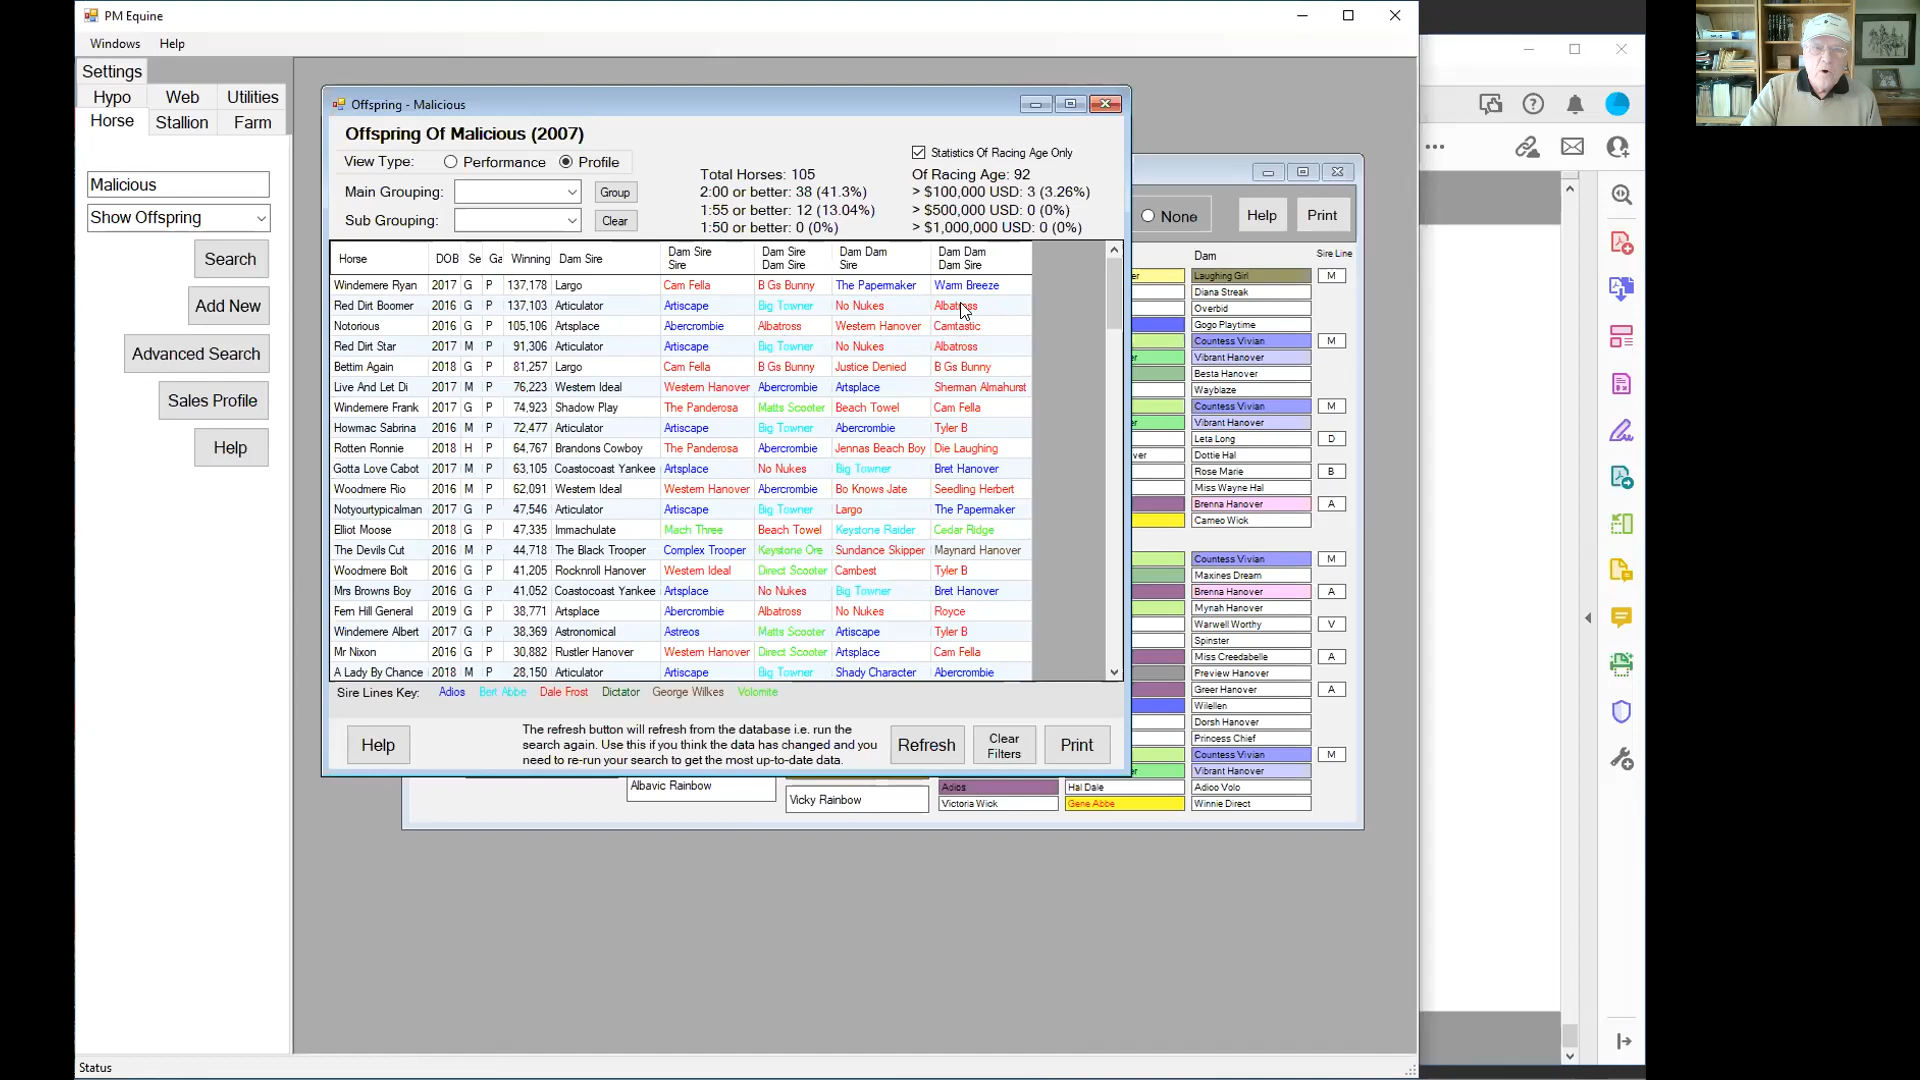 PM Equine
Windows Help
Settings
Hypo Web Utilities
Horse Stallion Farm
Malicious
Show Offspring
Search
Add New
Advanced Search
Sales Profile
Help
Status
Offspring - Malicious
Offspring Of Malicious (2007)
View Type: Performance Profile
Main Grouping: Group
Sub Grouping: Clear
Total Horses: 105
2:00 or better: 38 (41.3%)
1:55 or better: 12 (13.04%)
1:50 or better: 0 (0%)
Statistics Of Racing Age Only
Of Racing Age: 92
> $100,000 USD: 3 (3.26%)
> $500,000 USD: 0 (0%)
> $1,000,000 USD: 0 (0%)
Horse DOB Se Ga Winning Dam Sire Dam Sire Sire Dam Sire Dam Sire Dam Dam Sire Dam Dam Dam Sire
Windemere Ryan 2017 G P 137,178 Largo Cam Fella B Gs Bunny The Papermaker Warm Breeze
Red Dirt Boomer 2016 G P 137,103 Articulator Artiscape Big Towner No Nukes Albatross
Notorious 2016 G P 105,106 Artsplace Abercrombie Albatross Western Hanover Camtastic
Red Dirt Star 2017 M P 91,306 Articulator Artiscape Big Towner No Nukes Albatross
Bettim Again 2018 G P 81,257 Largo Cam Fella B Gs Bunny Justice Denied B Gs Bunny
Live And Let Di 2017 M P 76,223 Western Ideal Western Hanover Abercrombie Artsplace Sherman Almahurst
Windemere Frank 2017 G P 74,923 Shadow Play The Panderosa Matts Scooter Beach Towel Cam Fella
Howmac Sabrina 2016 M P 72,477 Articulator Artiscape Big Towner Abercrombie Tyler B
Rotten Ronnie 2018 H P 64,767 Brandons Cowboy The Panderosa Abercrombie Jennas Beach Boy Die Laughing
Gotta Love Cabot 2017 M P 63,105 Coastocoast Yankee Artsplace No Nukes Big Towner Bret Hanover
Woodmere Rio 2016 M P 62,091 Western Ideal Western Hanover Abercrombie Bo Knows Jate Seedling Herbert
Notyourtypicalman 2017 G P 47,546 Articulator Artiscape Big Towner Largo The Papermaker
Elliot Moose 2018 G P 47,335 Immachulate Mach Three Beach Towel Keystone Raider Cedar Ridge
The Devils Cut 2016 M P 44,718 The Black Trooper Complex Trooper Keystone Ore Sundance Skipper Maynard Hanover
Woodmere Bolt 2016 G P 41,205 Rocknroll Hanover Western Ideal Direct Scooter Cambest Tyler B
Mrs Browns Boy 2016 G P 41,052 Coastocoast Yankee Artsplace No Nukes Big Towner Bret Hanover
Fern Hill General 2019 G P 38,771 Artsplace Abercrombie Albatross No Nukes Royce
Windemere Albert 2017 G P 38,369 Astronomical Astreos Matts Scooter Artiscape Tyler B
Mr Nixon 2016 G P 30,882 Rustler Hanover Western Hanover Direct Scooter Artsplace Cam Fella
A Lady By Chance 2018 M P 28,150 Articulator Artiscape Big Towner Shady Character Abercrombie
Sire Lines Key: Adios Bert Abbe Dale Frost Dictator George Wilkes Volomite
Help
The refresh button will refresh from the database i.e. run the
search again. Use this if you think the data has changed and you
need to re-run your search to get the most up-to-date data.
Refresh
Clear
Filters
Print
None Help Print
Dam Sire Line
Laughing Girl M
Diana Streak
Overbid
Gogo Playtime
Countess Vivian M
Vibrant Hanover
Besta Hanover
Wayblaze
Countess Vivian M
Vibrant Hanover
Leta Long D
Dottie Hal
Rose Marie B
Miss Wayne Hal
Brenna Hanover A
Cameo Wick
Countess Vivian M
Maxines Dream
Brenna Hanover A
Mynah Hanover
Warwell Worthy V
Spinster
Miss Creedabelle A
Preview Hanover
Greer Hanover A
Wilellen
Dorsh Hanover
Princess Chief
Countess Vivian M
Vibrant Hanover
Albavic Rainbow
Vicky Rainbow
Adios Hal Dale Adioo Volo
Victoria Wick Gene Abbe Winnie Direct